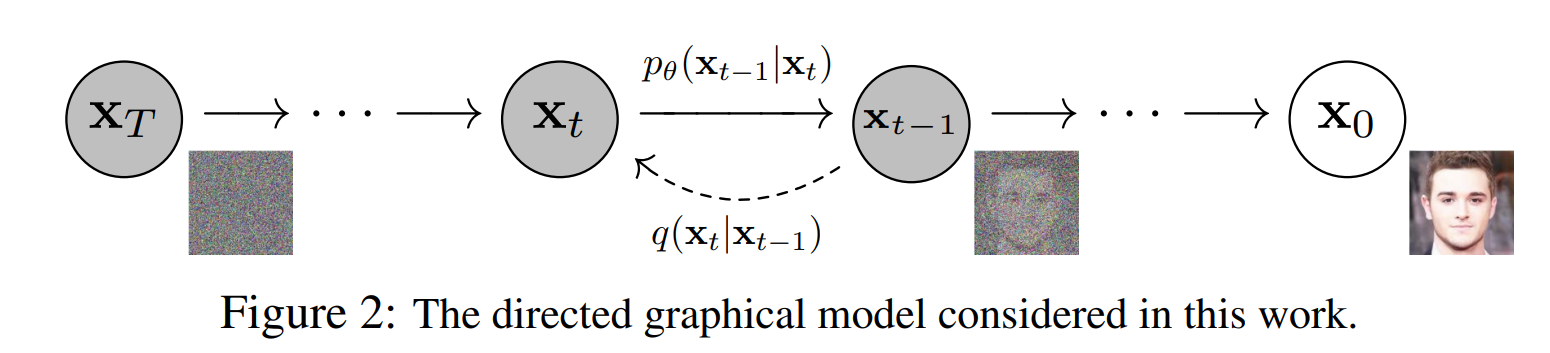 p_θ(x_{t−1}|x_t)
x_T ⟶ ··· ⟶ x_t ⟶ x_{t−1} ⟶ ··· ⟶ x_0
q(x_t|x_{t−1})
Figure 2: The directed graphical model considered in this work.